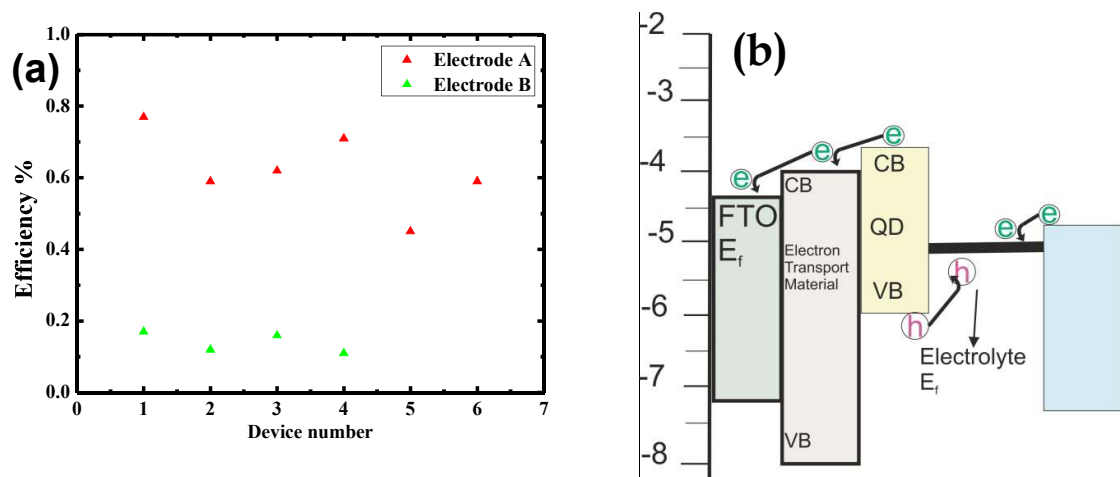 (a)
Efficiency %
1.0
0.8
0.6
0.4
0.2
0.0
0 1 2 3 4 5 6 7
Device number
Electrode A
Electrode B
(b)
-2
-3
-4
-5
-6
-7
-8
e
e
e
FTO
E_f
CB
Electron
Transport
Material
VB
CB
QD
VB
e
e
h
h
Electrolyte
E_f